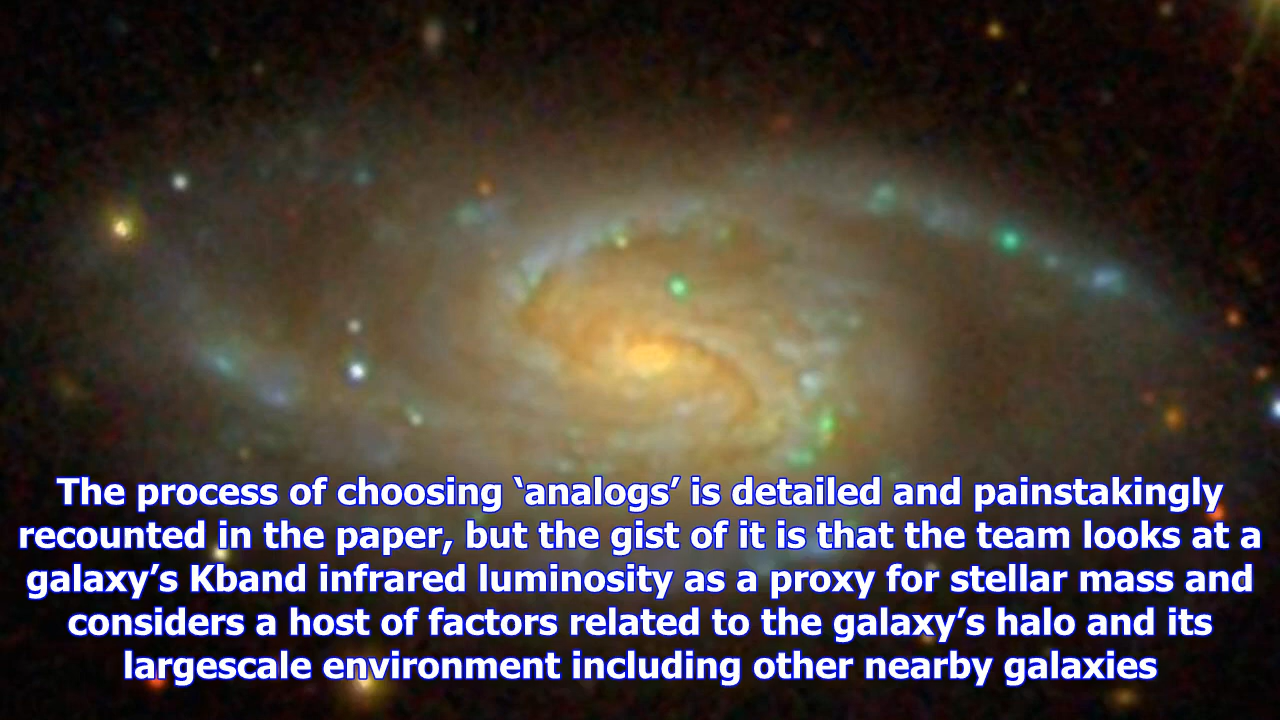 The process of choosing ‘analogs’ is detailed and painstakingly
recounted in the paper, but the gist of it is that the team looks at a
galaxy’s Kband infrared luminosity as a proxy for stellar mass and
considers a host of factors related to the galaxy’s halo and its
largescale environment including other nearby galaxies